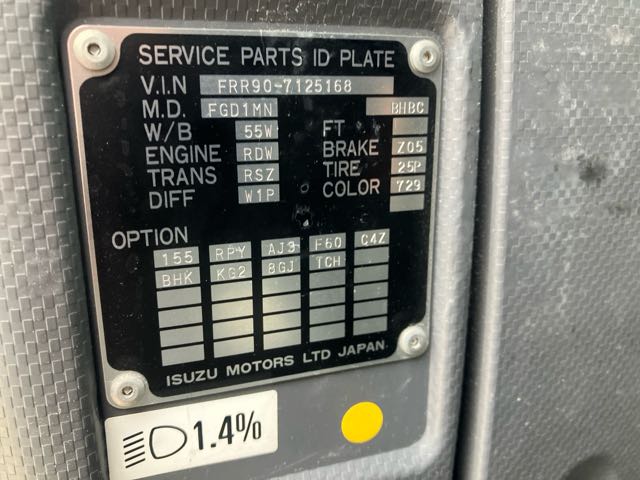 SERVICE PARTS ID PLATE
V.I.N FRR90-7125168
M.D. FGD1MN BHBC
W/B 55W FT
ENGINE RDW BRAKE Z05
TRANS RSZ TIRE 25P
DIFF W1P COLOR 729
OPTION
155 RPY AJ3 F60 C4Z
BHK KG2 8GJ TCH
ISUZU MOTORS LTD JAPAN
1.4%